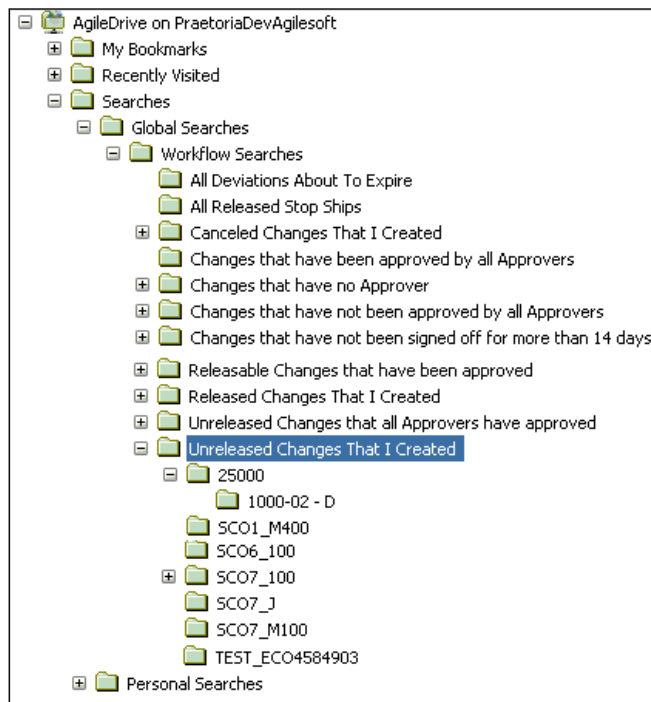 AgileDrive on PraetoriaDevAgilesoft
My Bookmarks
Recently Visited
Searches
Global Searches
Workflow Searches
All Deviations About To Expire
All Released Stop Ships
Canceled Changes That I Created
Changes that have been approved by all Approvers
Changes that have no Approver
Changes that have not been approved by all Approvers
Changes that have not been signed off for more than 14 days
Releasable Changes that have been approved
Released Changes That I Created
Unreleased Changes that all Approvers have approved
Unreleased Changes That I Created
25000
1000-02 - D
SCO1_M400
SCO6_100
SCO7_100
SCO7_J
SCO7_M100
TEST_ECO4584903
Personal Searches